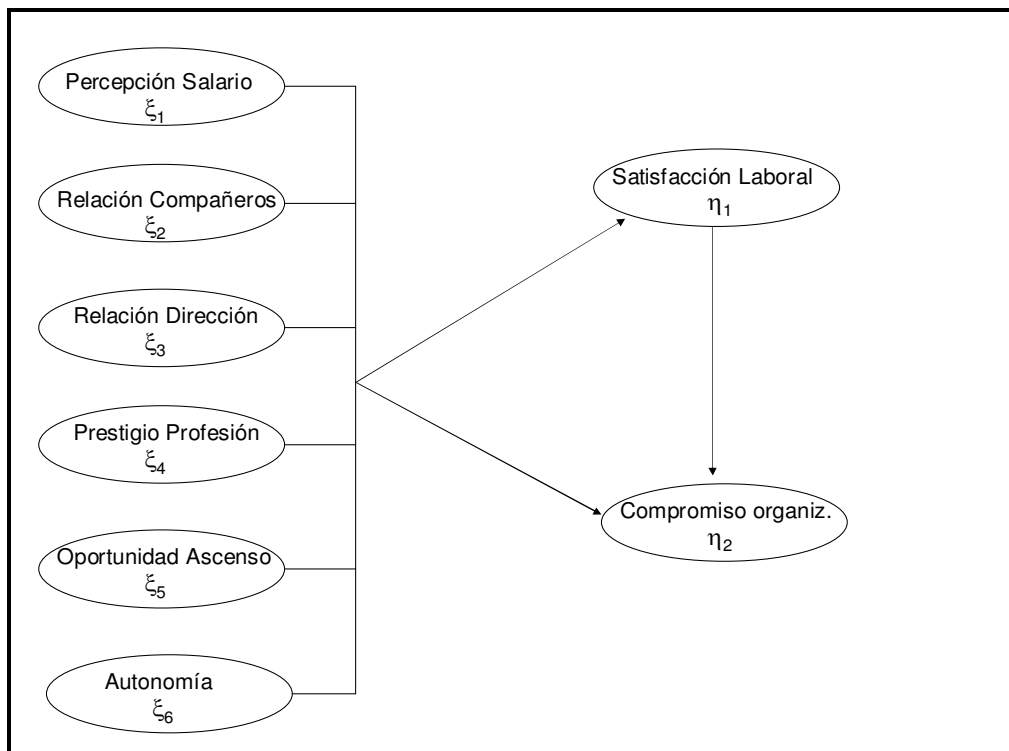 Percepción Salario
ξ1
Relación Compañeros
ξ2
Relación Dirección
ξ3
Prestigio Profesión
ξ4
Oportunidad Ascenso
ξ5
Autonomía
ξ6
Satisfacción Laboral
η1
Compromiso organiz.
η2